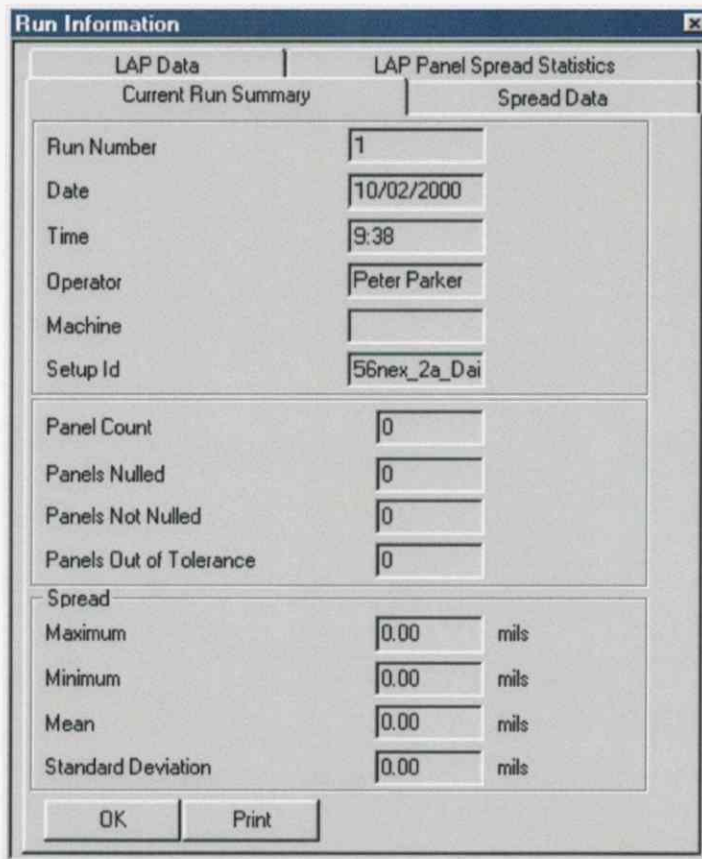 Run Information
LAP Data LAP Panel Spread Statistics
Current Run Summary Spread Data
Run Number 1
Date 10/02/2000
Time 9:38
Operator Peter Parker
Machine
Setup Id 56nex_2a_Dai
Panel Count 0
Panels Nulled 0
Panels Not Nulled 0
Panels Out of Tolerance 0
Spread
Maximum 0.00 mils
Minimum 0.00 mils
Mean 0.00 mils
Standard Deviation 0.00 mils
OK Print